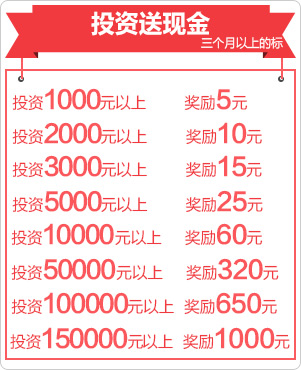 投资送现金
三个月以上的标
投资1000元以上 奖励5元
投资2000元以上 奖励10元
投资3000元以上 奖励15元
投资5000元以上 奖励25元
投资10000元以上 奖励60元
投资50000元以上 奖励320元
投资100000元以上 奖励650元
投资150000元以上 奖励1000元